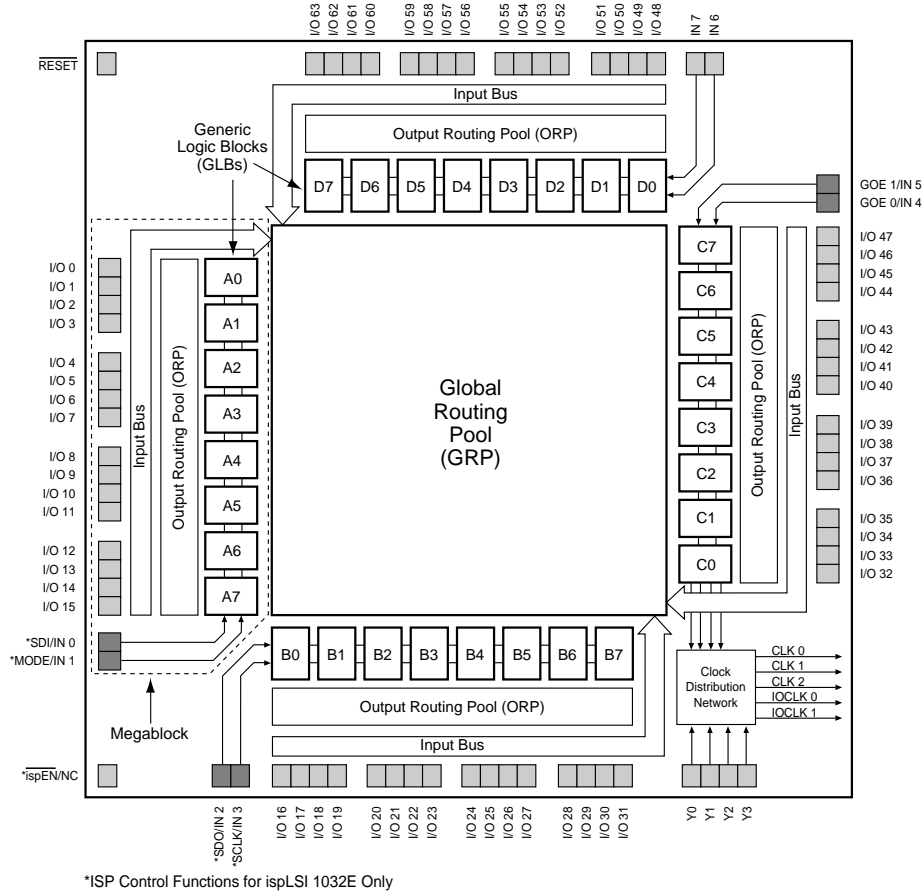 I/O 63
I/O 62
I/O 61
I/O 60
I/O 59
I/O 58
I/O 57
I/O 56
I/O 55
I/O 54
I/O 53
I/O 52
I/O 51
I/O 50
I/O 49
I/O 48
IN 7
IN 6
RESET
Input Bus
Output Routing Pool (ORP)
Generic
Logic Blocks
(GLBs)
D7
D6
D5
D4
D3
D2
D1
D0
GOE 1/IN 5
GOE 0/IN 4
I/O 0
I/O 1
I/O 2
I/O 3
I/O 4
I/O 5
I/O 6
I/O 7
I/O 8
I/O 9
I/O 10
I/O 11
I/O 12
I/O 13
I/O 14
I/O 15
*SDI/IN 0
*MODE/IN 1
Input Bus
Output Routing Pool (ORP)
A0
A1
A2
A3
A4
A5
A6
A7
Global
Routing
Pool
(GRP)
C7
C6
C5
C4
C3
C2
C1
C0
Output Routing Pool (ORP)
Input Bus
I/O 47
I/O 46
I/O 45
I/O 44
I/O 43
I/O 42
I/O 41
I/O 40
I/O 39
I/O 38
I/O 37
I/O 36
I/O 35
I/O 34
I/O 33
I/O 32
B0
B1
B2
B3
B4
B5
B6
B7
Output Routing Pool (ORP)
Input Bus
Megablock
Clock
Distribution
Network
CLK 0
CLK 1
CLK 2
IOCLK 0
IOCLK 1
*ispEN/NC
*SDO/IN 2
*SCLK/IN 3
I/O 16
I/O 17
I/O 18
I/O 19
I/O 20
I/O 21
I/O 22
I/O 23
I/O 24
I/O 25
I/O 26
I/O 27
I/O 28
I/O 29
I/O 30
I/O 31
Y0
Y1
Y2
Y3
*ISP Control Functions for ispLSI 1032E Only